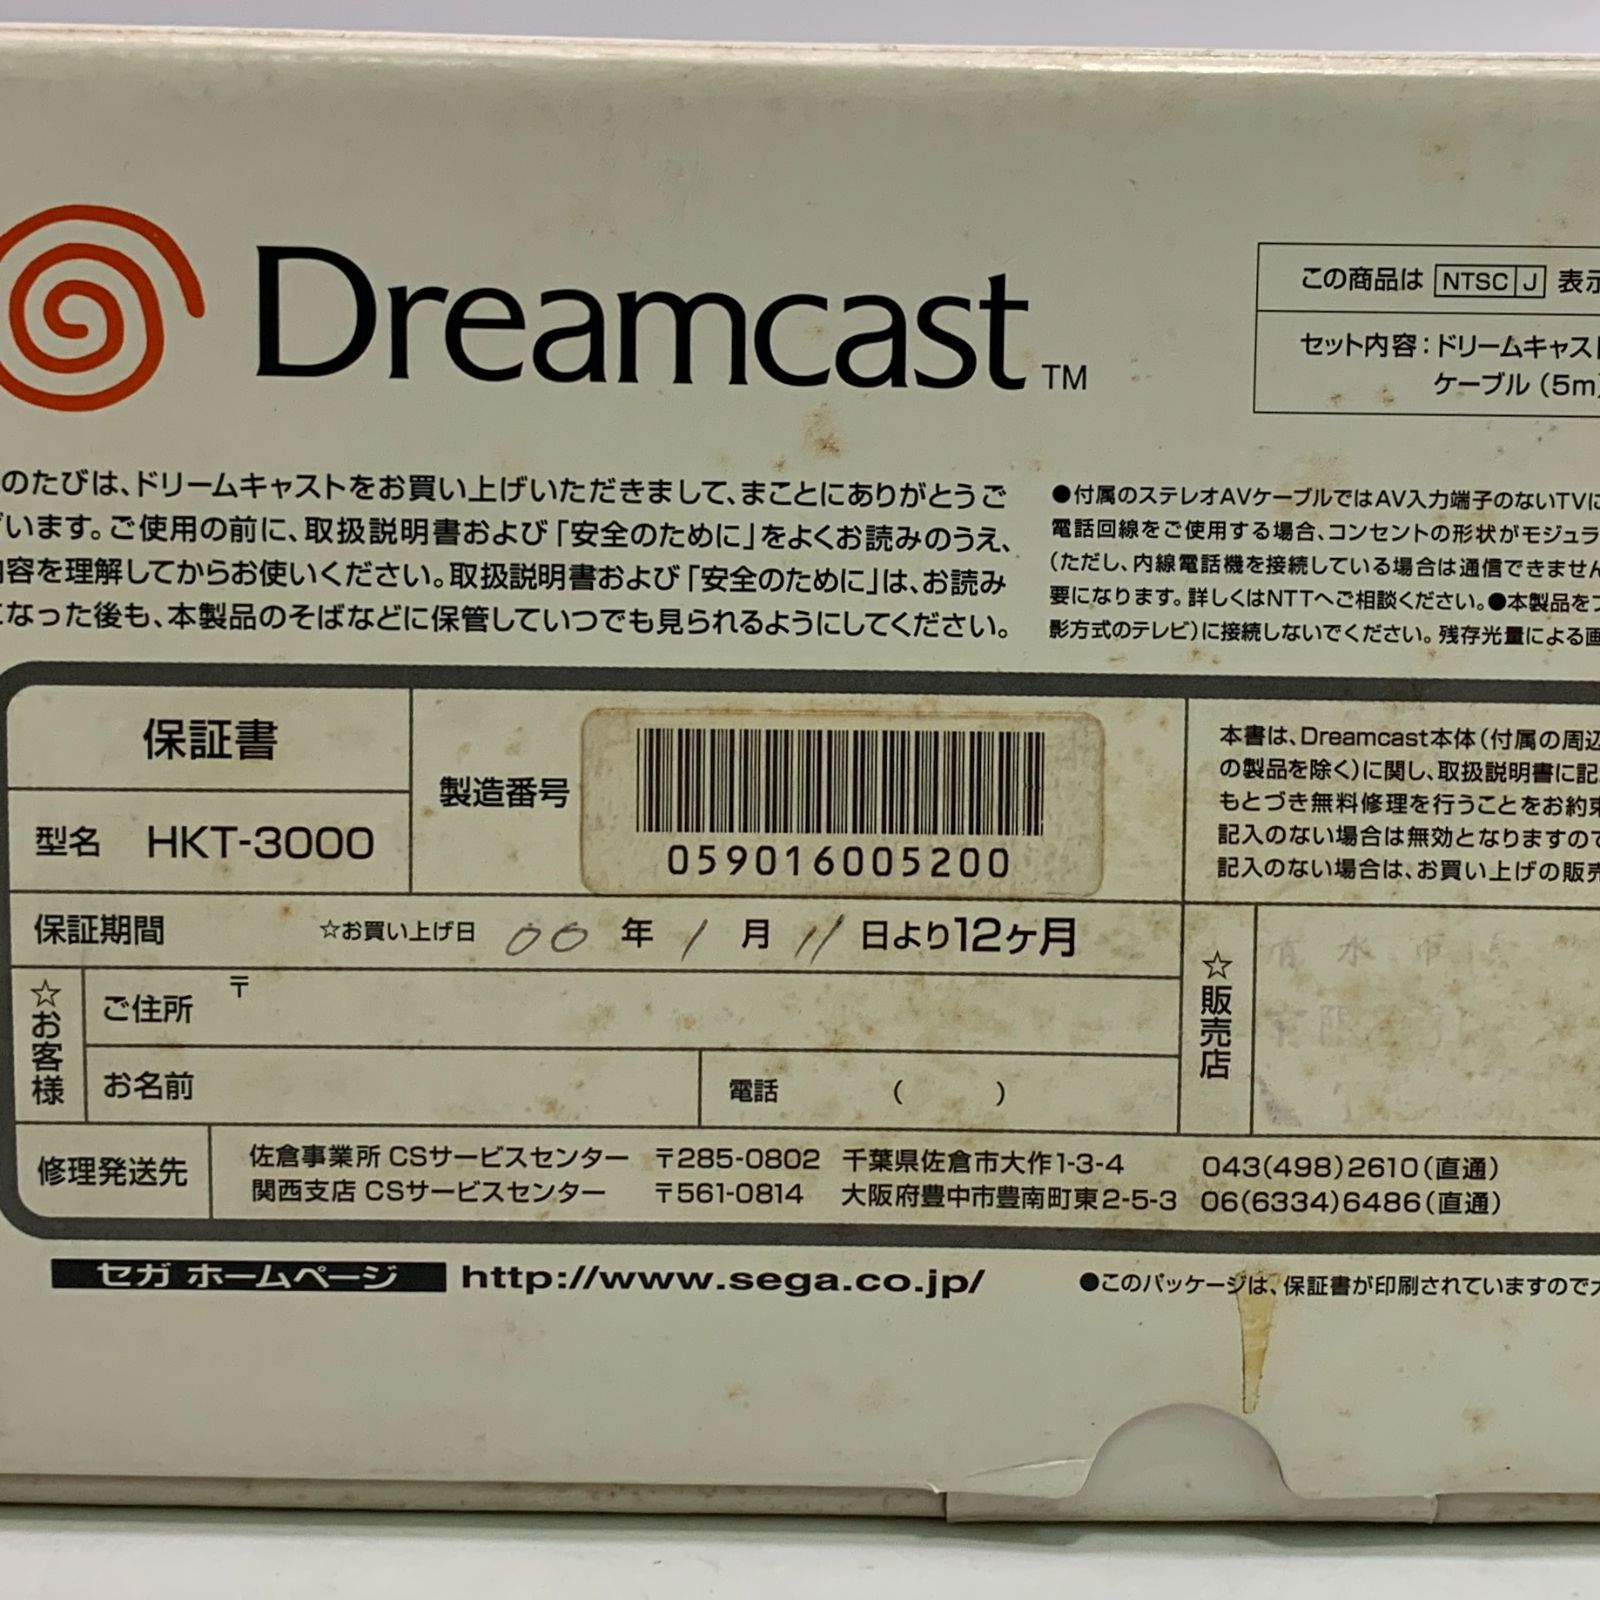 Dreamcast TM
この商品は NTSC J 表示
セット内容：ドリームキャスト
ケーブル（5m）
のたびは、ドリームキャストをお買い上げいただきまして、まことにありがとうご
ざいます。ご使用の前に、取扱説明書および「安全のために」をよくお読みのうえ、
内容を理解してからお使いください。取扱説明書および「安全のために」は、お読み
になった後も、本製品のそばなどに保管していつでも見られるようにしてください。
●付属のステレオAVケーブルではAV入力端子のないTVに
電話回線をご使用する場合、コンセントの形状がモジュラ
（ただし、内線電話機を接続している場合は通信できません
要になります。詳しくはNTTへご相談ください。●本製品をプ
影方式のテレビ）に接続しないでください。残存光量による画
保証書
型名 HKT-3000
製造番号
059016005200
本書は、Dreamcast本体（付属の周辺
の製品を除く）に関し、取扱説明書に記
もとづき無料修理を行うことをお約束
記入のない場合は無効となりますので
記入のない場合は、お買い上げの販売
保証期間 ☆お買い上げ日 00 年 1 月 11 日より12ヶ月
☆お客様
ご住所 〒
お名前
電話 （ ）
☆販売店
清水市
有限
修理発送先
佐倉事業所 CSサービスセンター 〒285-0802 千葉県佐倉市大作1-3-4 043(498)2610(直通)
関西支店 CSサービスセンター 〒561-0814 大阪府豊中市豊南町東2-5-3 06(6334)6486(直通)
セガ ホームページ http://www.sega.co.jp/
●このパッケージは、保証書が印刷されていますので大